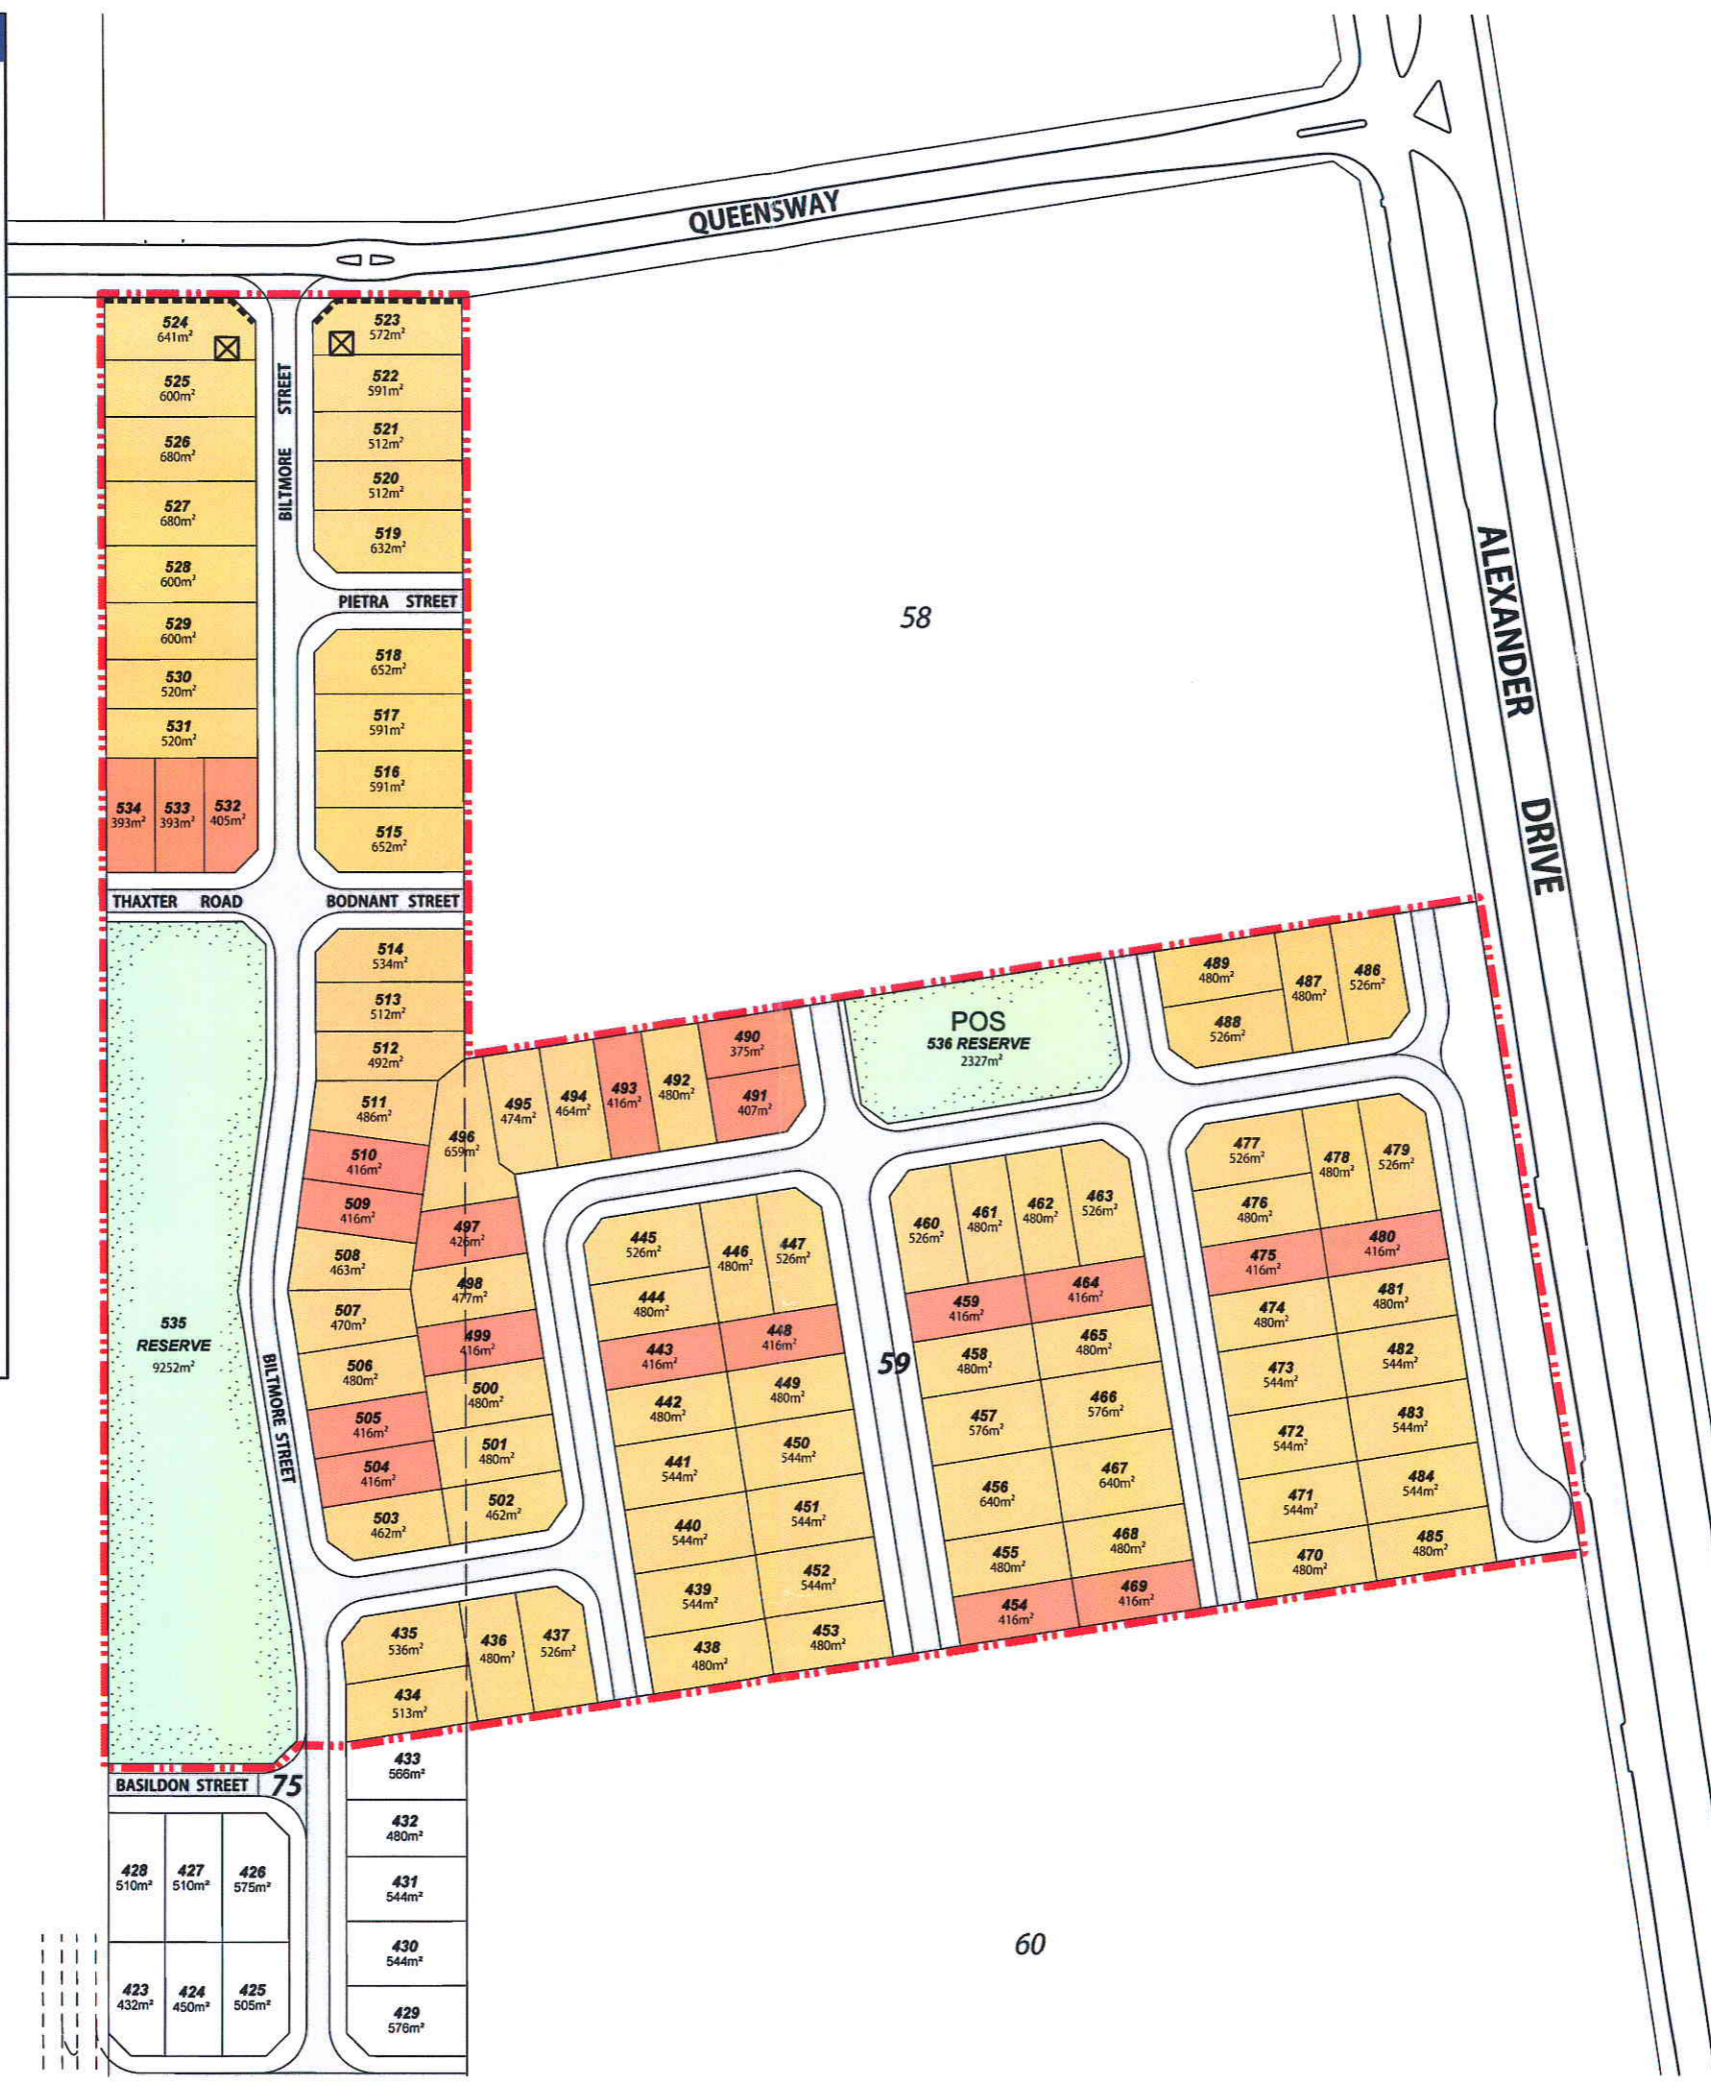 QUEENSWAY
ALEXANDER DRIVE
BILTMORE STREET
524
641m²
525
600m²
526
680m²
527
680m²
528
600m²
529
600m²
530
520m²
531
520m²
534
393m²
533
393m²
532
405m²
523
572m²
522
591m²
521
512m²
520
512m²
519
632m²
PIETRA STREET
518
652m²
517
591m²
516
591m²
515
652m²
THAXTER ROAD
BODNANT STREET
58
514
534m²
513
512m²
512
492m²
511
486m²
510
416m²
509
416m²
508
463m²
507
470m²
506
480m²
505
416m²
504
416m²
503
462m²
496
659m²
495
474m²
494
464m²
493
416m²
492
480m²
490
375m²
491
407m²
497
426m²
498
477m²
499
416m²
500
480m²
501
480m²
502
462m²
535
RESERVE
9252m²
BILTMORE STREET
POS
536 RESERVE
2327m²
489
480m²
488
526m²
487
480m²
486
526m²
445
526m²
446
480m²
447
526m²
444
480m²
443
416m²
448
416m²
442
480m²
449
480m²
441
544m²
450
544m²
440
544m²
451
544m²
439
544m²
452
544m²
438
480m²
453
480m²
59
460
526m²
461
480m²
462
480m²
463
526m²
459
416m²
464
416m²
458
480m²
465
480m²
457
576m²
466
576m²
456
640m²
467
640m²
455
480m²
468
480m²
454
416m²
469
416m²
477
526m²
478
480m²
479
526m²
476
480m²
475
416m²
480
416m²
474
480m²
481
480m²
473
544m²
482
544m²
472
544m²
483
544m²
471
544m²
484
544m²
470
480m²
485
480m²
435
536m²
436
480m²
437
526m²
434
513m²
433
566m²
432
480m²
431
544m²
430
544m²
429
576m²
BASILDON STREET
75
428
510m²
427
510m²
426
575m²
423
432m²
424
450m²
425
505m²
60